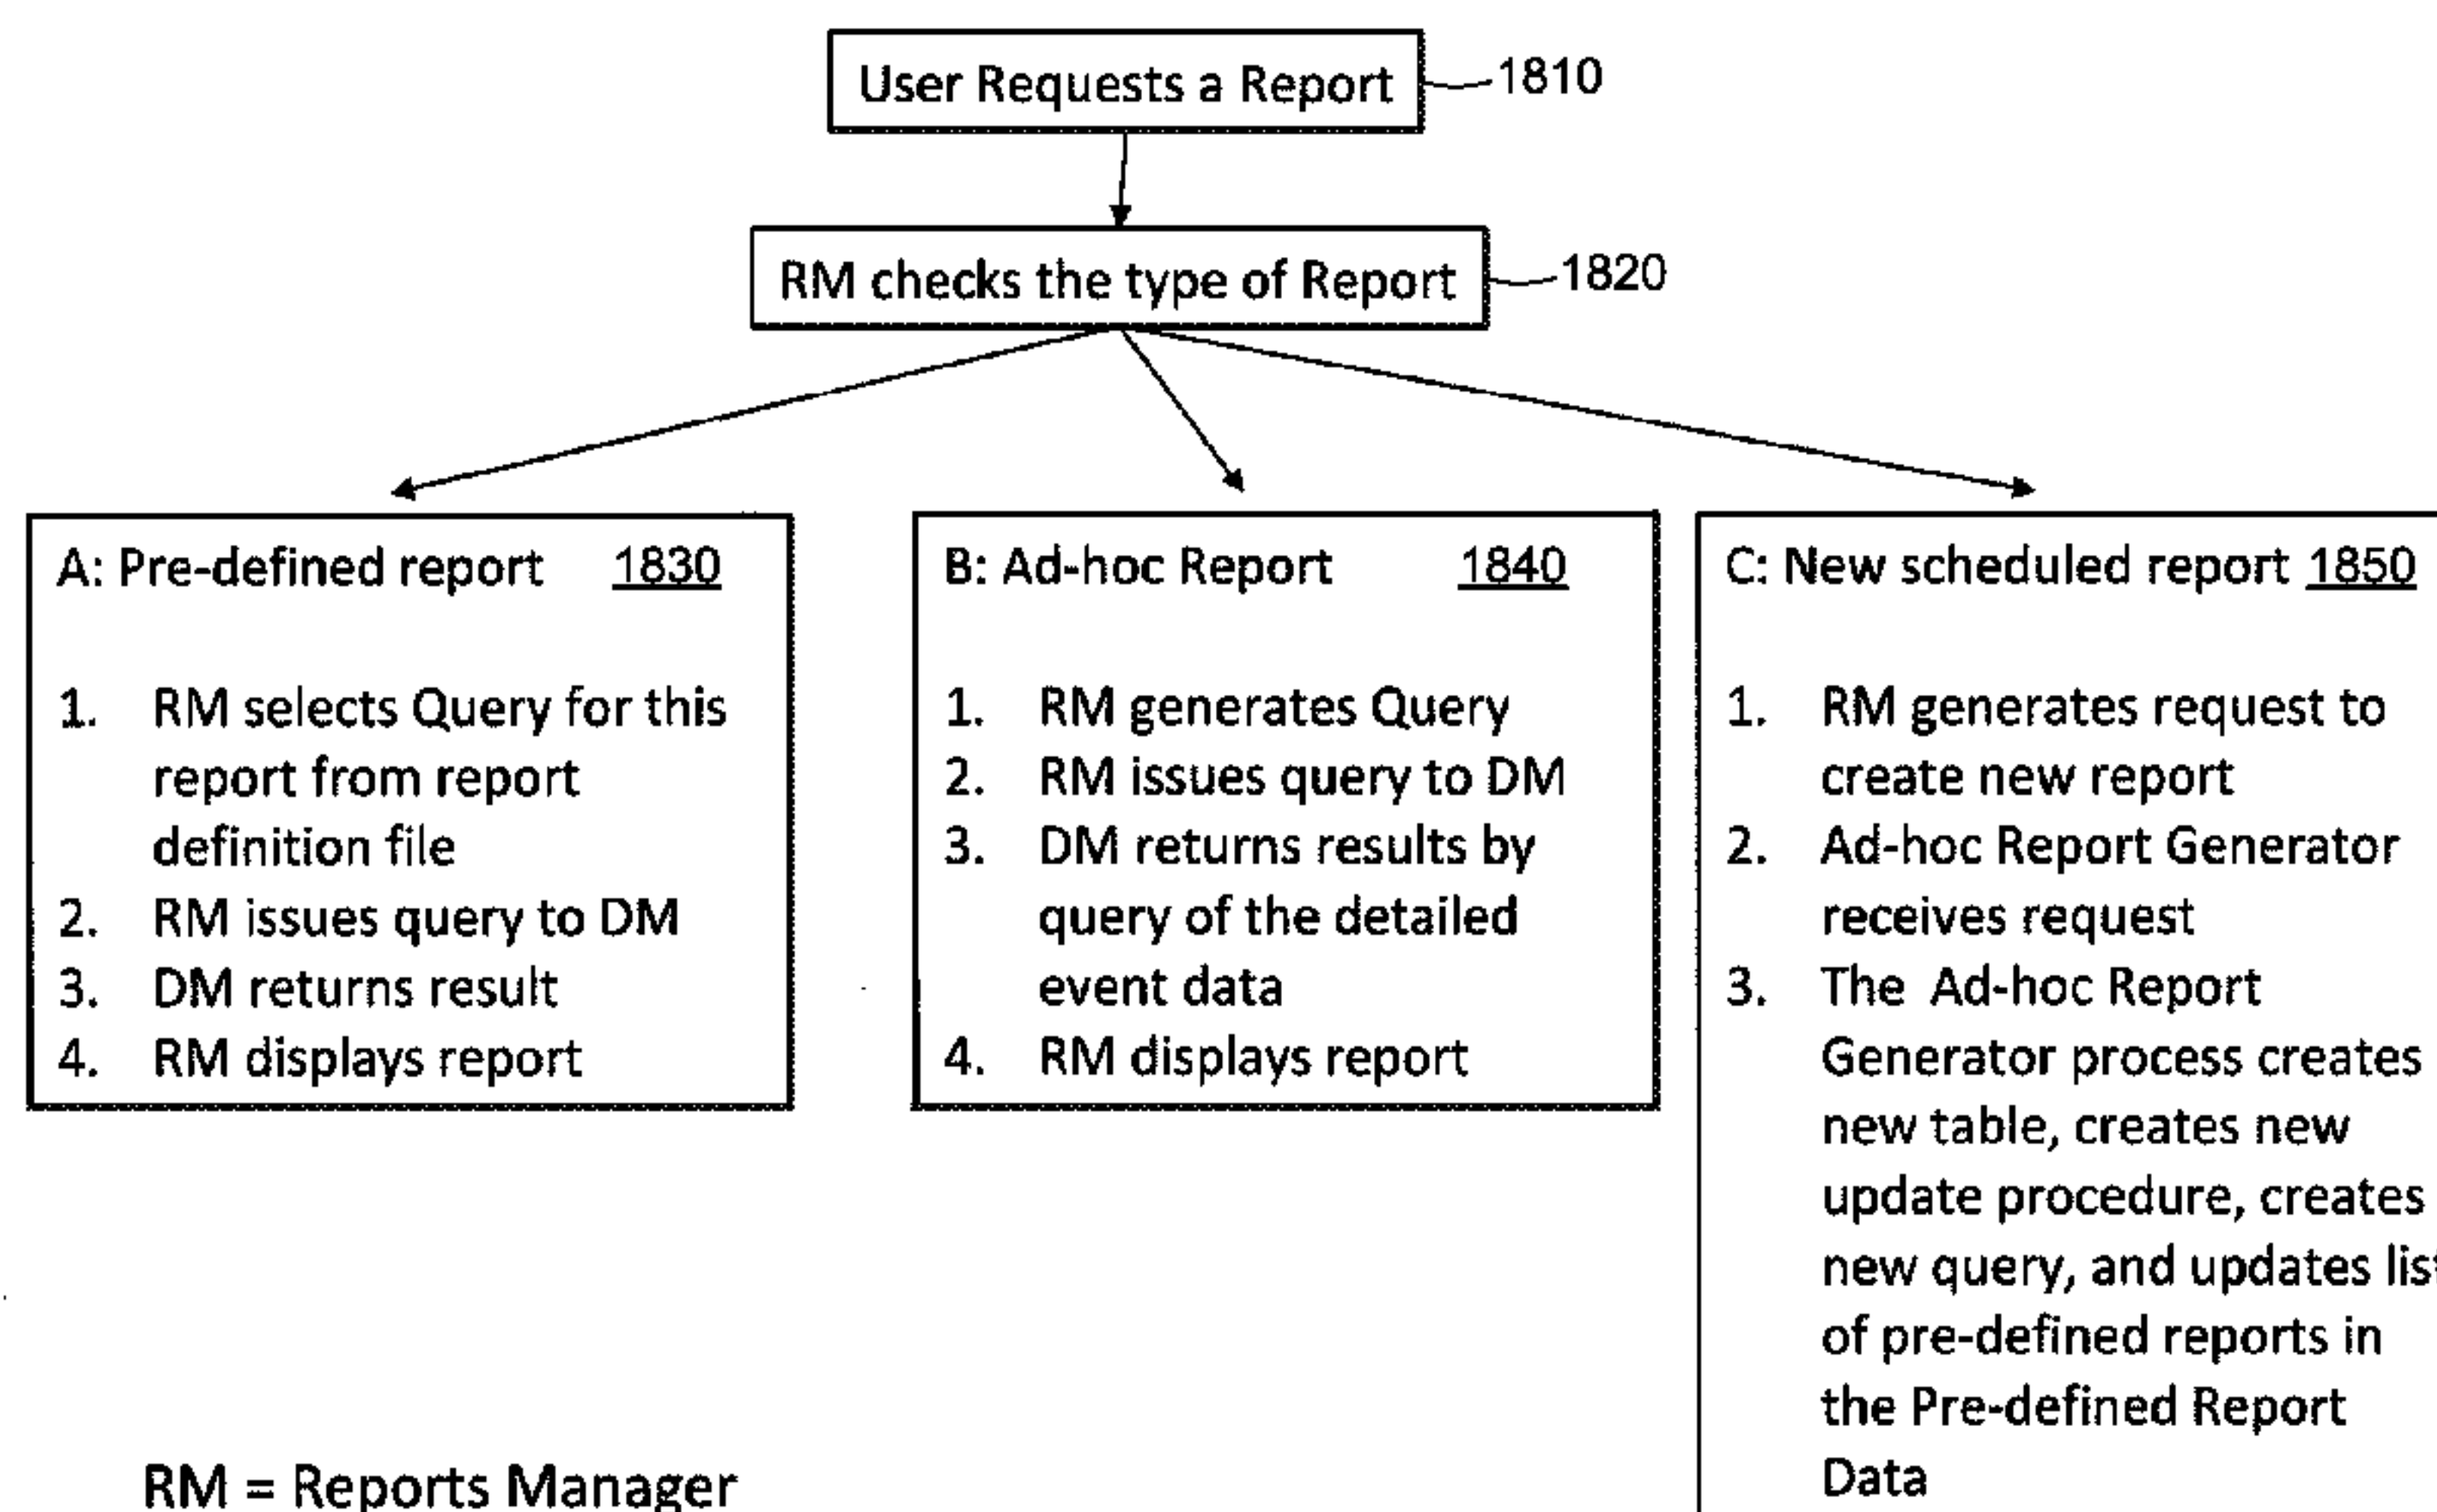 User Requests a Report
1810
RM checks the type of Report
1820
A: Pre-defined report 1830
1. RM selects Query for this
report from report
definition file
2. RM issues query to DM
3. DM returns result
4. RM displays report
B: Ad-hoc Report 1840
1. RM generates Query
2. RM issues query to DM
3. DM returns results by
query of the detailed
event data
4. RM displays report
C: New scheduled report 1850
1. RM generates request to
create new report
2. Ad-hoc Report Generator
receives request
3. The Ad-hoc Report
Generator process creates
new table, creates new
update procedure, creates
new query, and updates list
of pre-defined reports in
the Pre-defined Report
Data
RM = Reports Manager